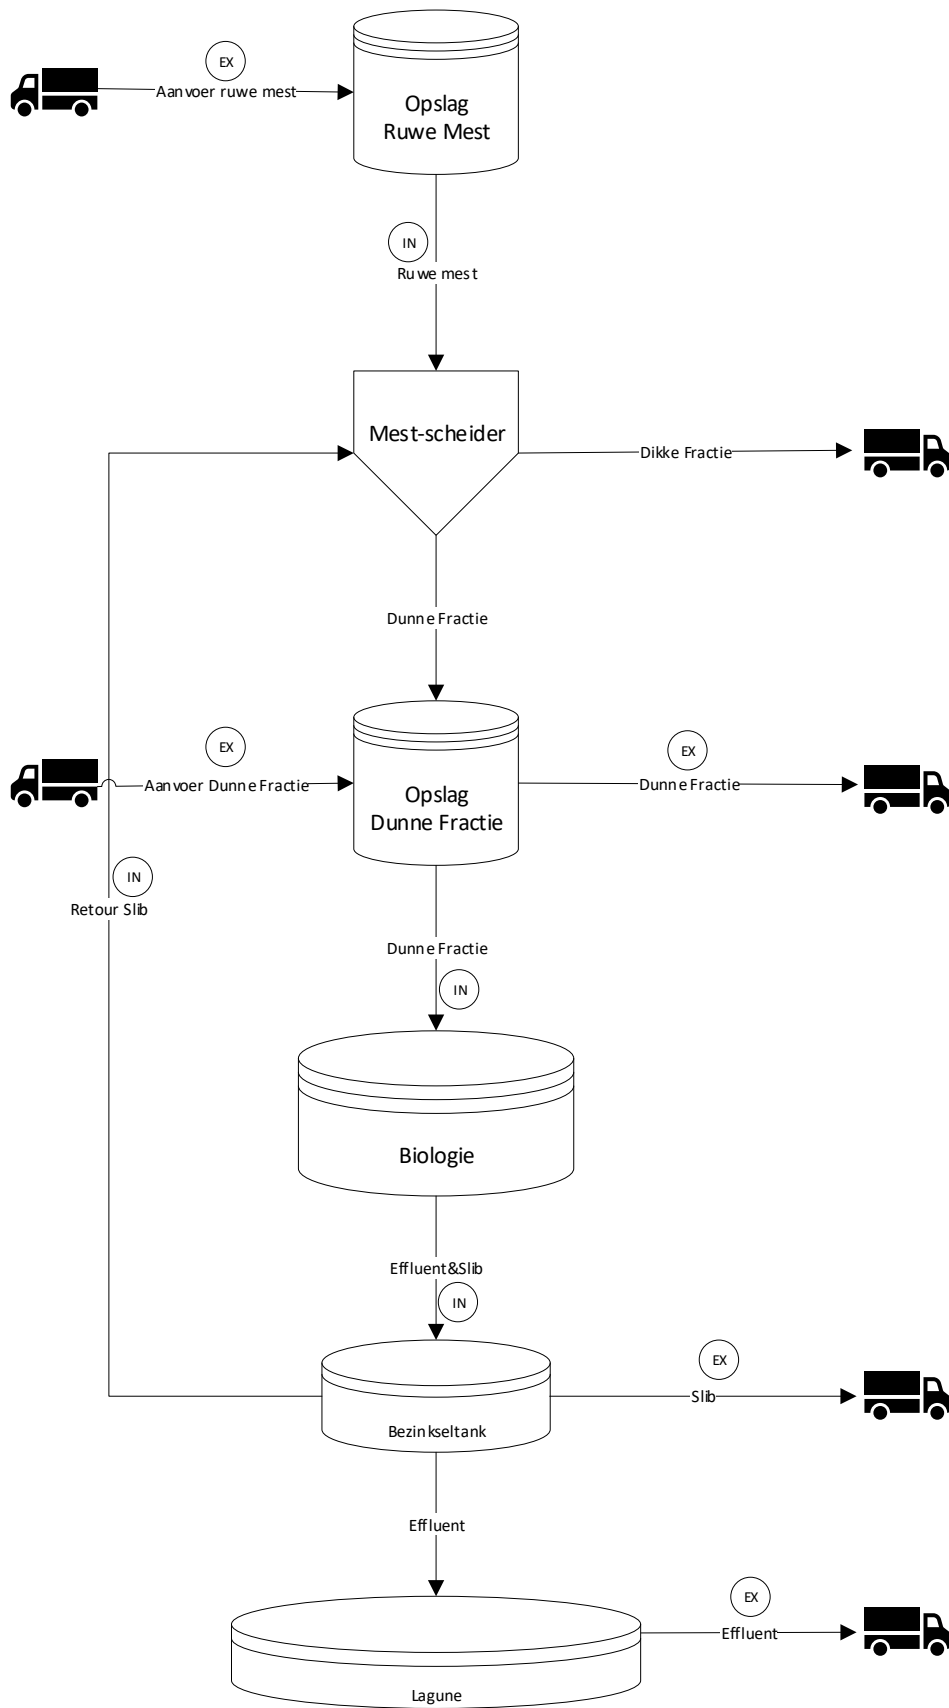 EX
Aanvoer ruwe mest
Opslag
Ruwe Mest
IN
Ruwe mest
Mest-scheider
Dikke Fractie
Dunne Fractie
EX
EX
Aanvoer Dunne Fractie
Opslag
Dunne Fractie
Dunne Fractie
IN
Retour Slib
Dunne Fractie
IN
Biologie
Effluent&Slib
IN
EX
Slib
Bezinkseltank
Effluent
EX
Effluent
Lagune